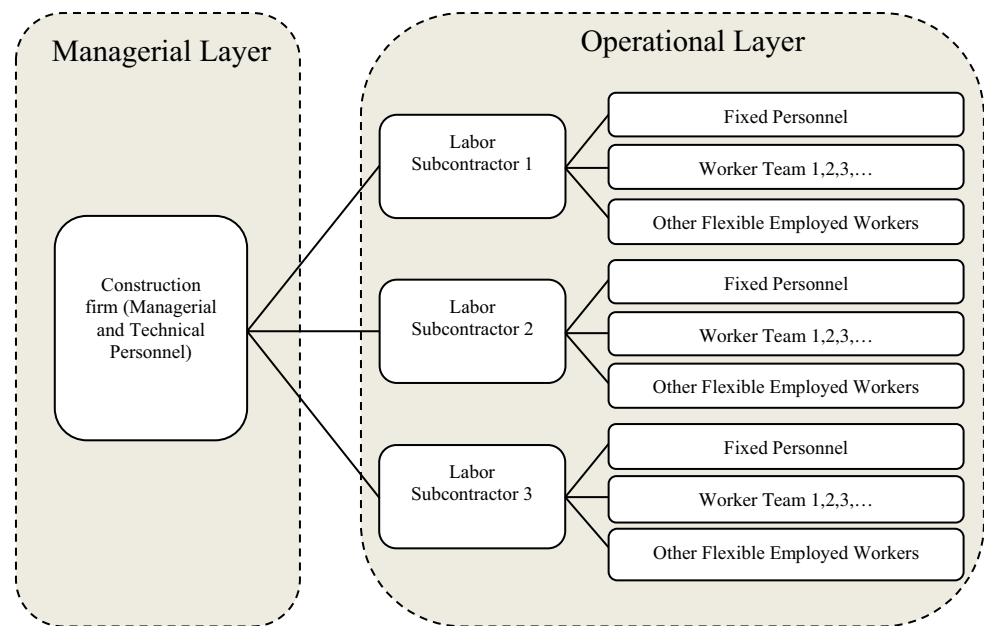 Managerial Layer
Construction
firm (Managerial
and Technical
Personnel)
Operational Layer
Labor
Subcontractor 1
Fixed Personnel
Worker Team 1,2,3,…
Other Flexible Employed Workers
Labor
Subcontractor 2
Fixed Personnel
Worker Team 1,2,3,…
Other Flexible Employed Workers
Labor
Subcontractor 3
Fixed Personnel
Worker Team 1,2,3,…
Other Flexible Employed Workers